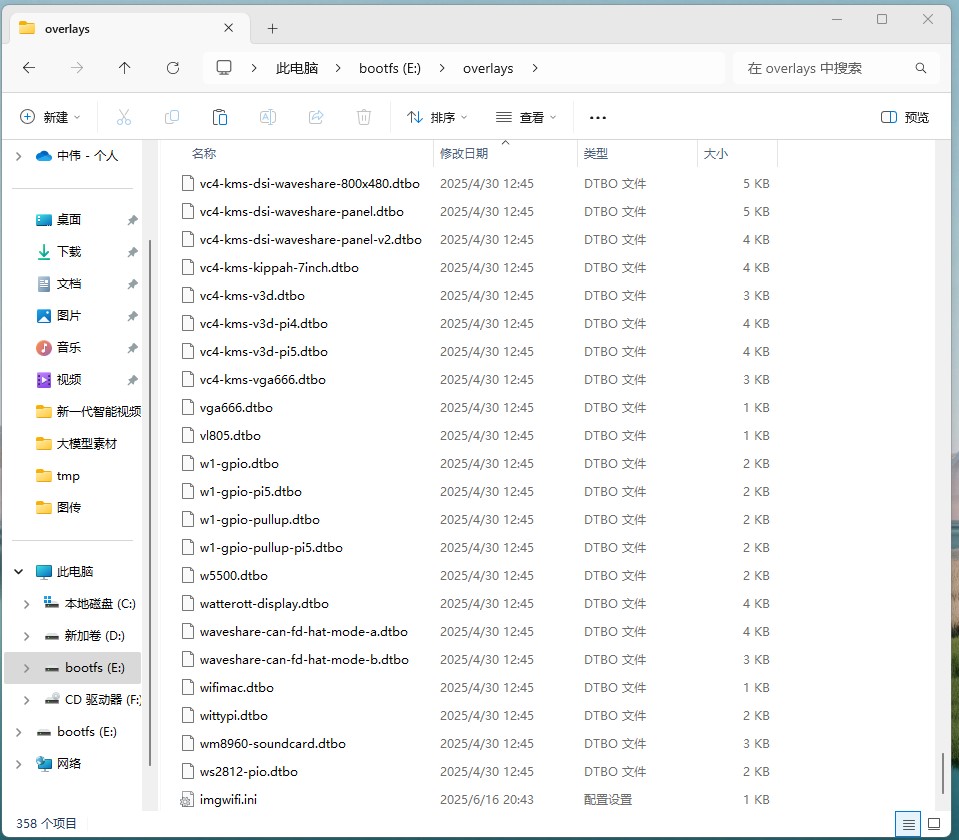 overlays
此电脑 bootfs (E:) overlays
在 overlays 中搜索
新建 排序 查看 预览
中伟 - 个人
桌面
下载
文档
图片
音乐
视频
新一代智能视频
大模型素材
tmp
图传
此电脑
本地磁盘 (C:)
新加卷 (D:)
bootfs (E:)
CD 驱动器 (F:)
bootfs (E:)
网络
名称 修改日期 类型 大小
vc4-kms-dsi-waveshare-800x480.dtbo 2025/4/30 12:45 DTBO 文件 5 KB
vc4-kms-dsi-waveshare-panel.dtbo 2025/4/30 12:45 DTBO 文件 5 KB
vc4-kms-dsi-waveshare-panel-v2.dtbo 2025/4/30 12:45 DTBO 文件 4 KB
vc4-kms-kippah-7inch.dtbo 2025/4/30 12:45 DTBO 文件 4 KB
vc4-kms-v3d.dtbo 2025/4/30 12:45 DTBO 文件 3 KB
vc4-kms-v3d-pi4.dtbo 2025/4/30 12:45 DTBO 文件 4 KB
vc4-kms-v3d-pi5.dtbo 2025/4/30 12:45 DTBO 文件 4 KB
vc4-kms-vga666.dtbo 2025/4/30 12:45 DTBO 文件 3 KB
vga666.dtbo 2025/4/30 12:45 DTBO 文件 1 KB
vl805.dtbo 2025/4/30 12:45 DTBO 文件 1 KB
w1-gpio.dtbo 2025/4/30 12:45 DTBO 文件 2 KB
w1-gpio-pi5.dtbo 2025/4/30 12:45 DTBO 文件 2 KB
w1-gpio-pullup.dtbo 2025/4/30 12:45 DTBO 文件 2 KB
w1-gpio-pullup-pi5.dtbo 2025/4/30 12:45 DTBO 文件 2 KB
w5500.dtbo 2025/4/30 12:45 DTBO 文件 2 KB
watterott-display.dtbo 2025/4/30 12:45 DTBO 文件 4 KB
waveshare-can-fd-hat-mode-a.dtbo 2025/4/30 12:45 DTBO 文件 4 KB
waveshare-can-fd-hat-mode-b.dtbo 2025/4/30 12:45 DTBO 文件 3 KB
wifimac.dtbo 2025/4/30 12:45 DTBO 文件 1 KB
wittypi.dtbo 2025/4/30 12:45 DTBO 文件 2 KB
wm8960-soundcard.dtbo 2025/4/30 12:45 DTBO 文件 3 KB
ws2812-pio.dtbo 2025/4/30 12:45 DTBO 文件 2 KB
imgwifi.ini 2025/6/16 20:43 配置设置 1 KB
358 个项目